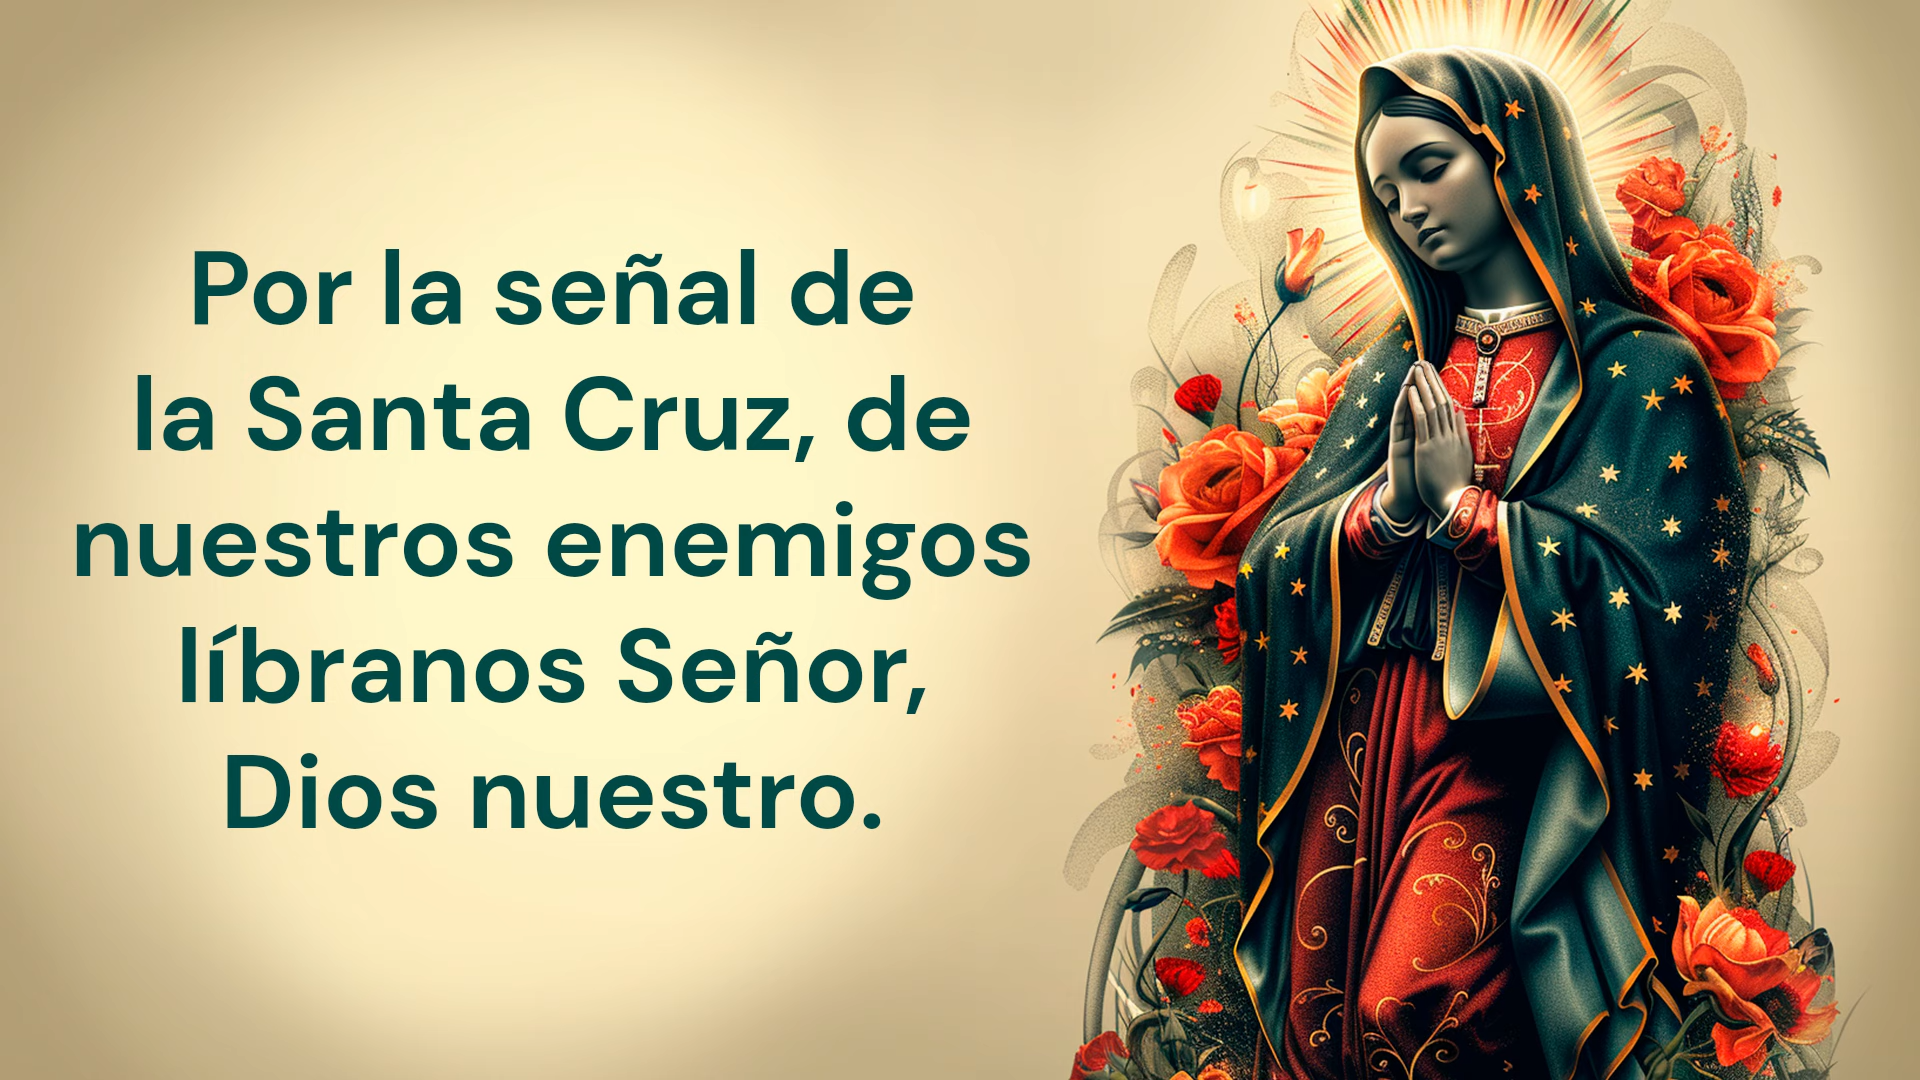 Por la señal de
la Santa Cruz, de
nuestros enemigos
líbranos Señor,
Dios nuestro.